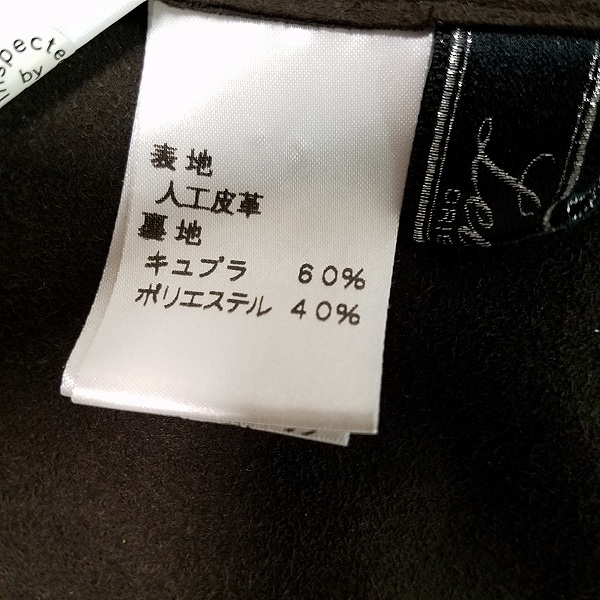 by
表地
人工皮革
裏地
キュプラ 60%
ポリエステル 40%